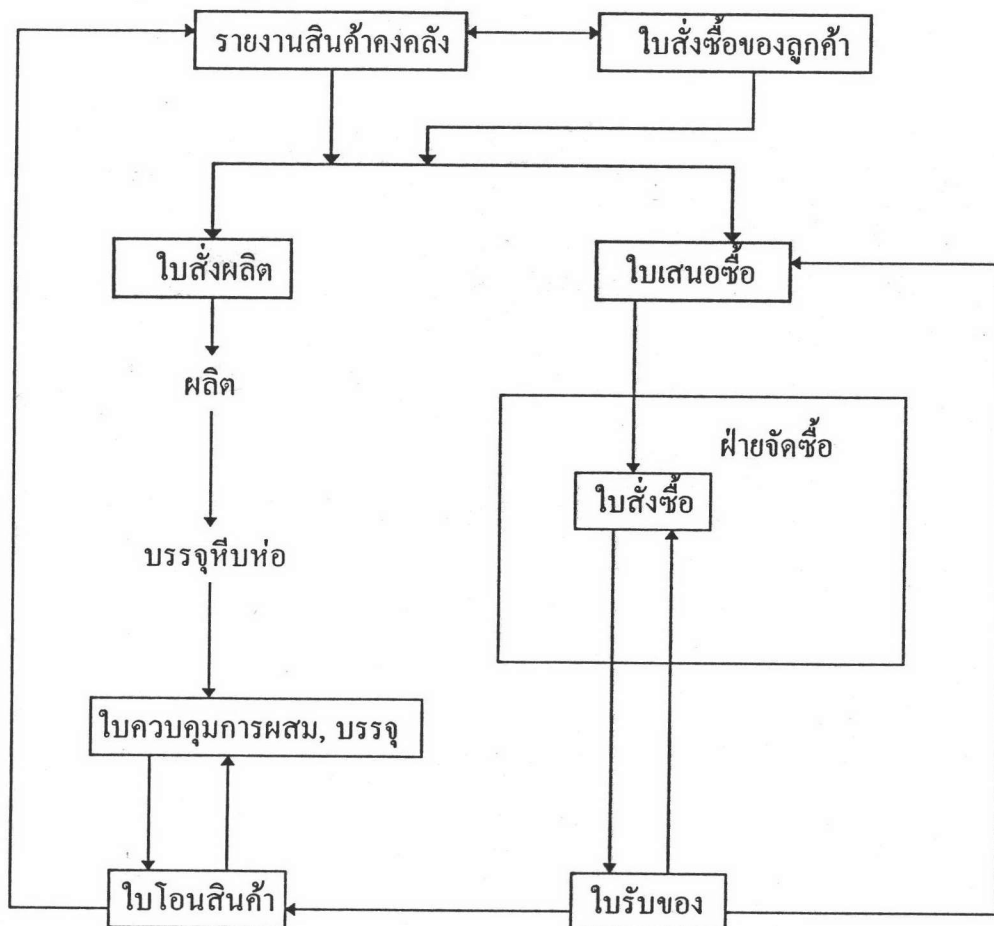 รายงานสินค้าคงคลัง
ใบสั่งซื้อของลูกค้า
ใบสั่งผลิต
ใบเสนอซื้อ
ผลิต
ฝ่ายจัดซื้อ
ใบสั่งซื้อ
บรรจุหีบห่อ
ใบควบคุมการผสม, บรรจุ
ใบโอนสินค้า
ใบรับของ